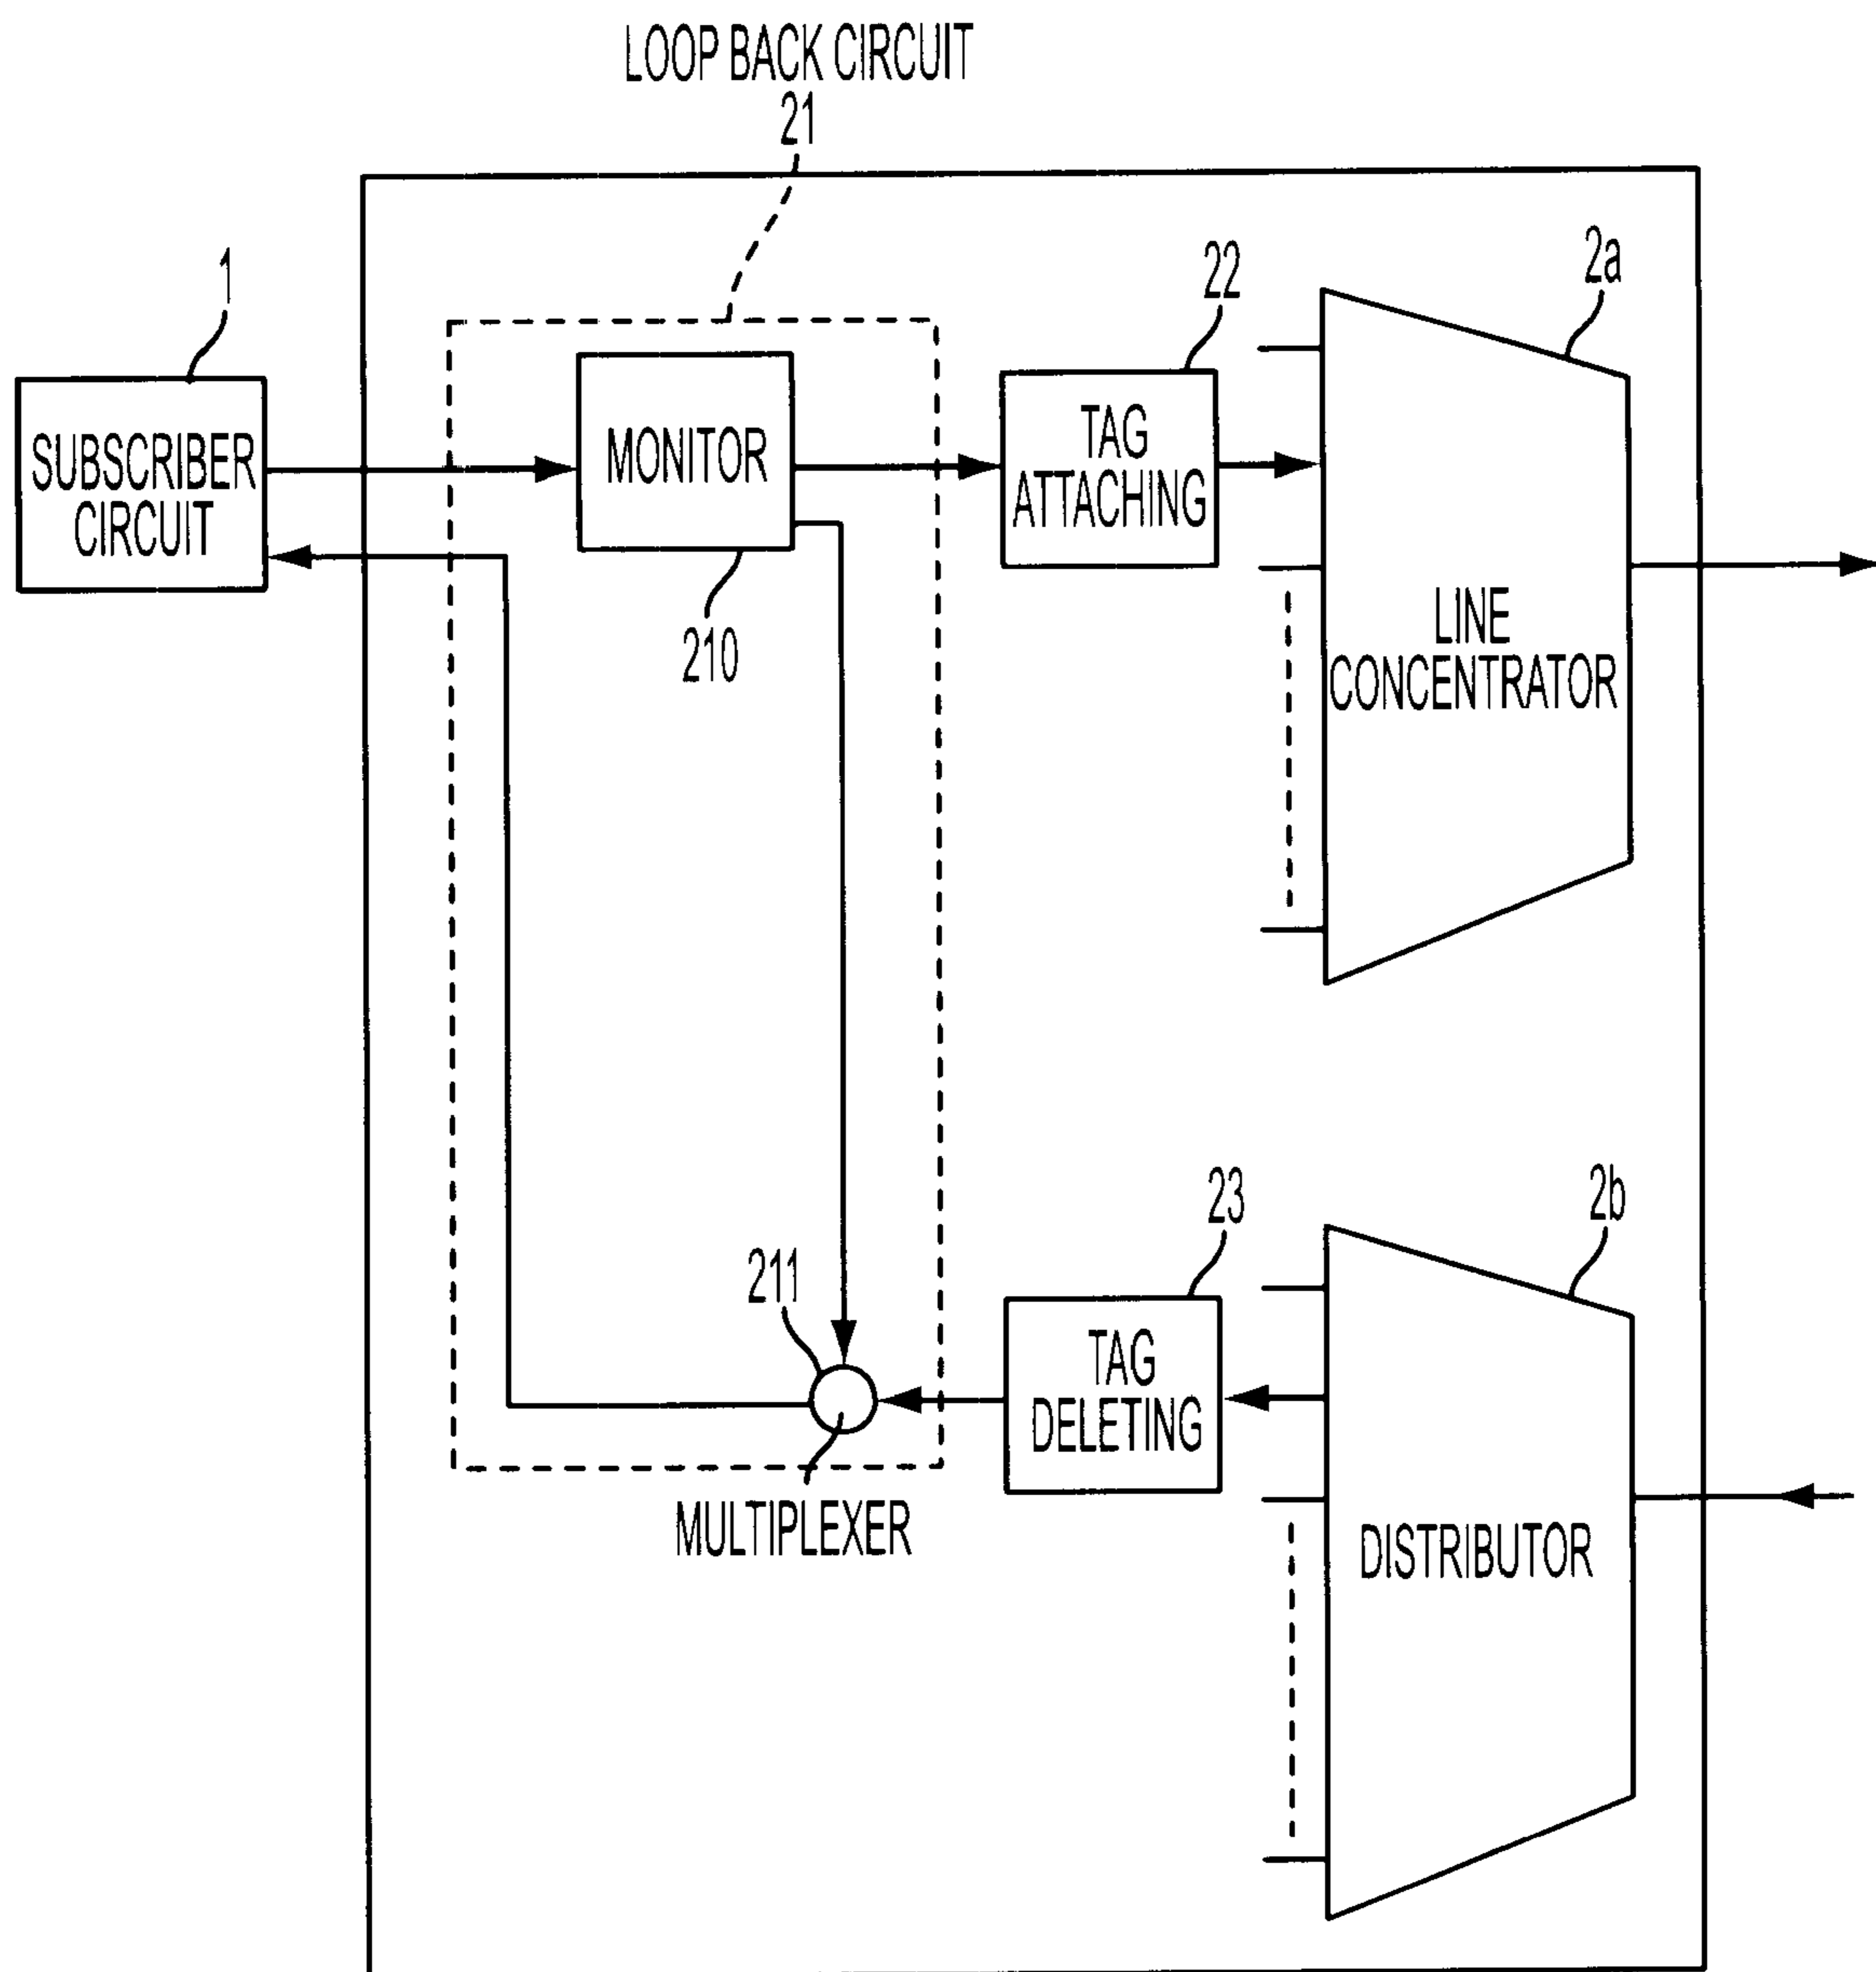 LOOP BACK CIRCUIT
21
1
22
2a
SUBSCRIBER
CIRCUIT
MONITOR
TAG
ATTACHING
210
LINE
CONCENTRATOR
23
2b
211
TAG
DELETING
MULTIPLEXER
DISTRIBUTOR